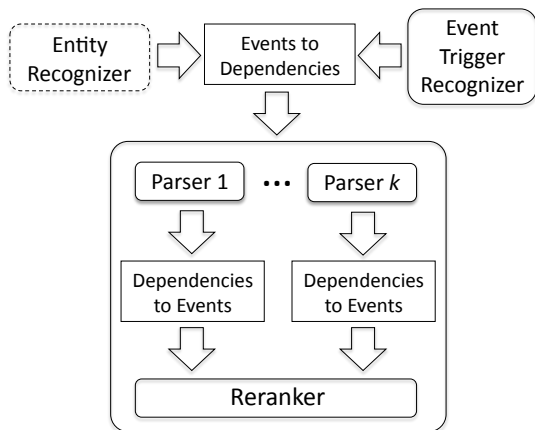 Entity
Recognizer
Events to
Dependencies
Event
Trigger
Recognizer
Parser 1
...
Parser k
Dependencies
to Events
Dependencies
to Events
Reranker